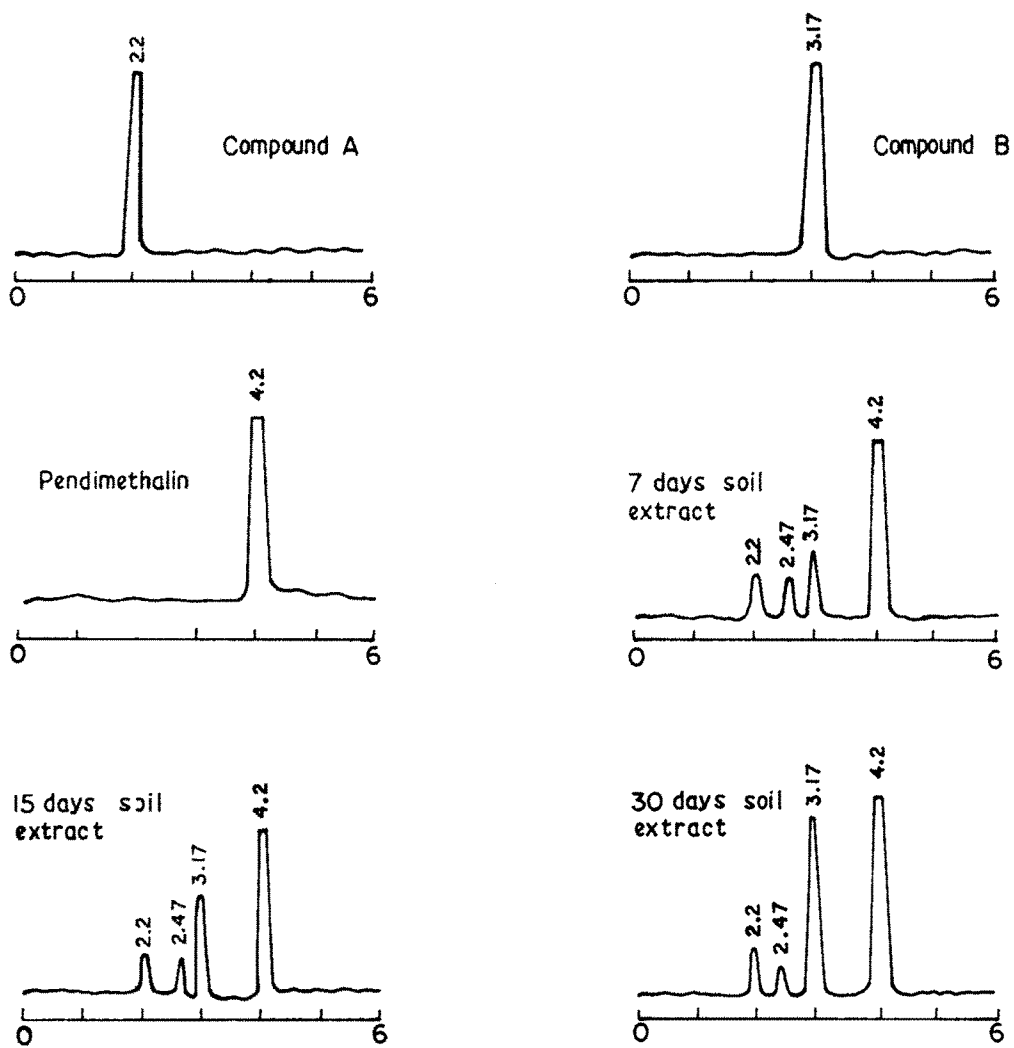 2.2
Compound A
0 6
3.17
Compound B
0 6
4.2
Pendimethalin
0 6
7 days soil
extract
2.2 2.47 3.17 4.2
0 6
15 days soil
extract
2.2 2.47 3.17 4.2
0 6
30 days soil
extract
2.2 2.47 3.17 4.2
0 6